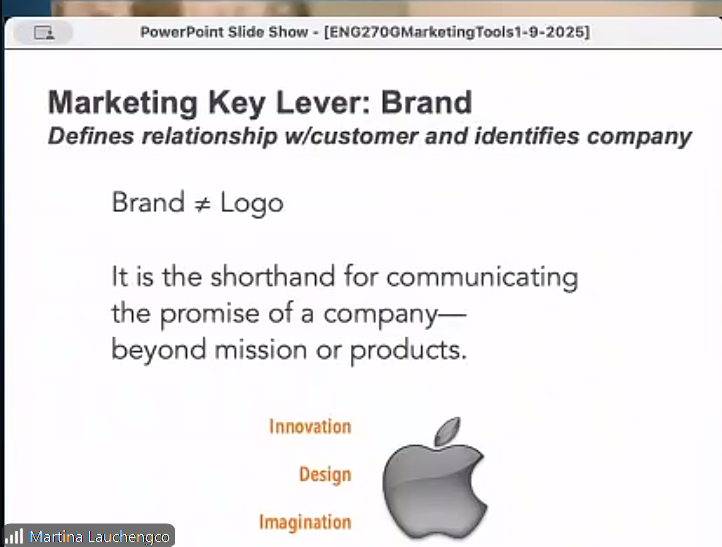 PowerPoint Slide Show - [ENG270GMarketingTools1-9-2025]
Marketing Key Lever: Brand
Defines relationship w/customer and identifies company
Brand ≠ Logo
It is the shorthand for communicating
the promise of a company—
beyond mission or products.
Innovation
Design
Imagination
Martina Lauchengco